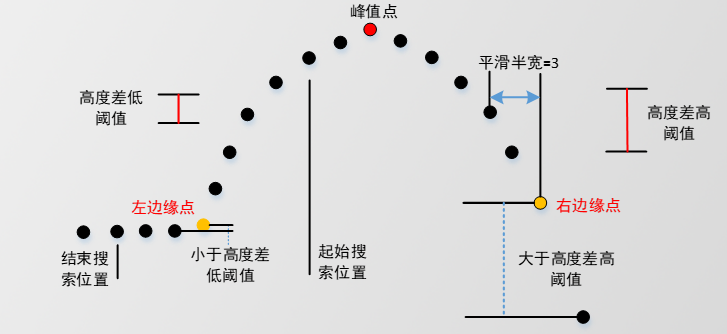 峰值点
平滑半宽=3
高度差低
阈值
高度差高
阈值
左边缘点
右边缘点
结束搜
索位置
小于高度差
低阈值
起始搜
索位置
大于高度差高
阈值